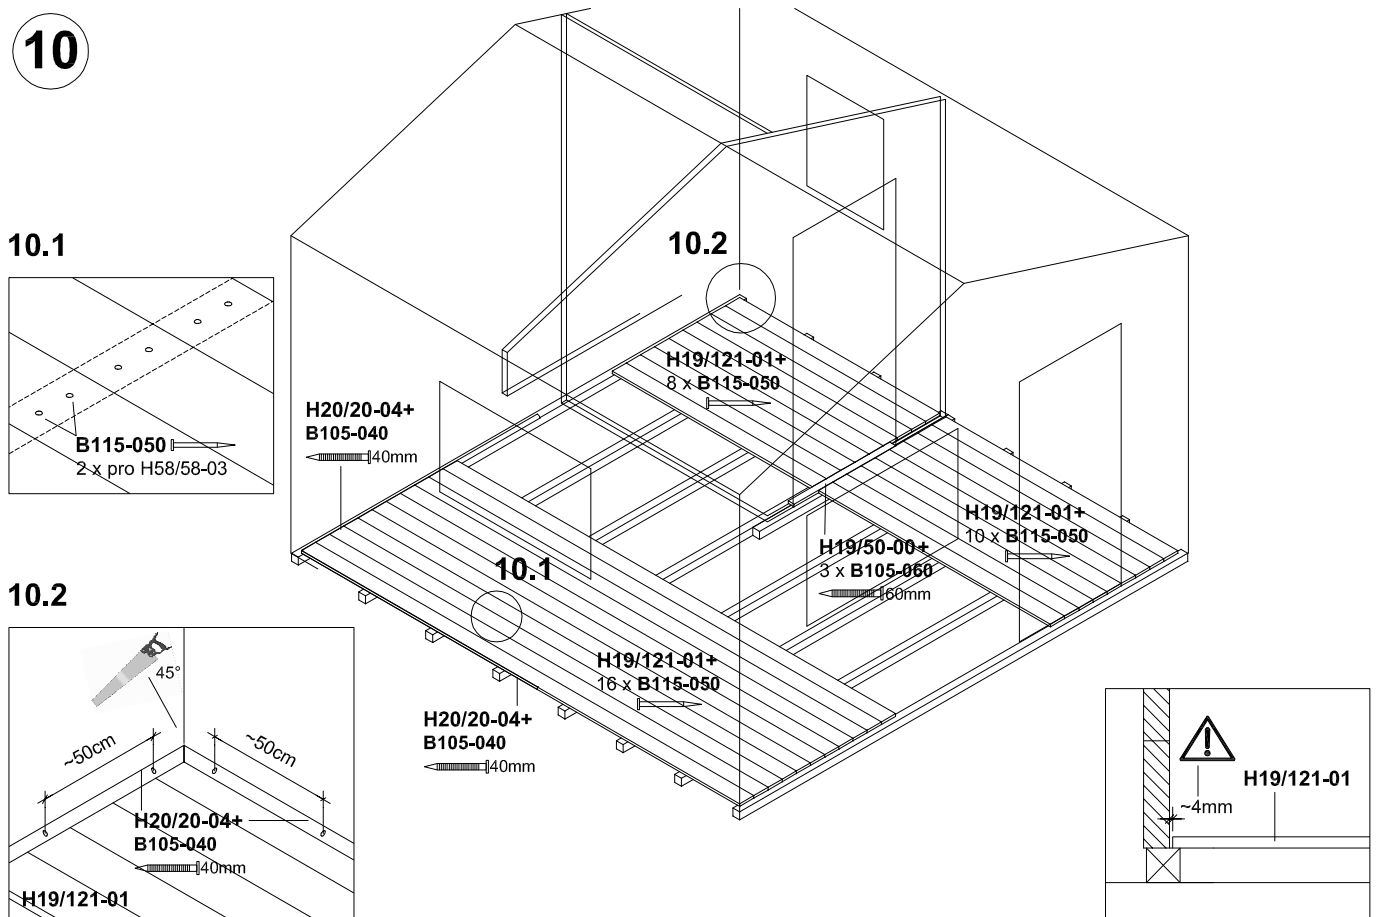 10
10.1
B115-050
2 x pro H58/58-03
10.2
H19/121-01+
8 x B115-050
H20/20-04+
B105-040
40mm
H19/121-01+
10 x B115-050
H19/50-00+
3 x B105-060
60mm
10.1
H19/121-01+
16 x B115-050
H20/20-04+
B105-040
40mm
10.2
45°
~50cm
~50cm
H20/20-04+
B105-040
40mm
H19/121-01
H19/121-01
~4mm